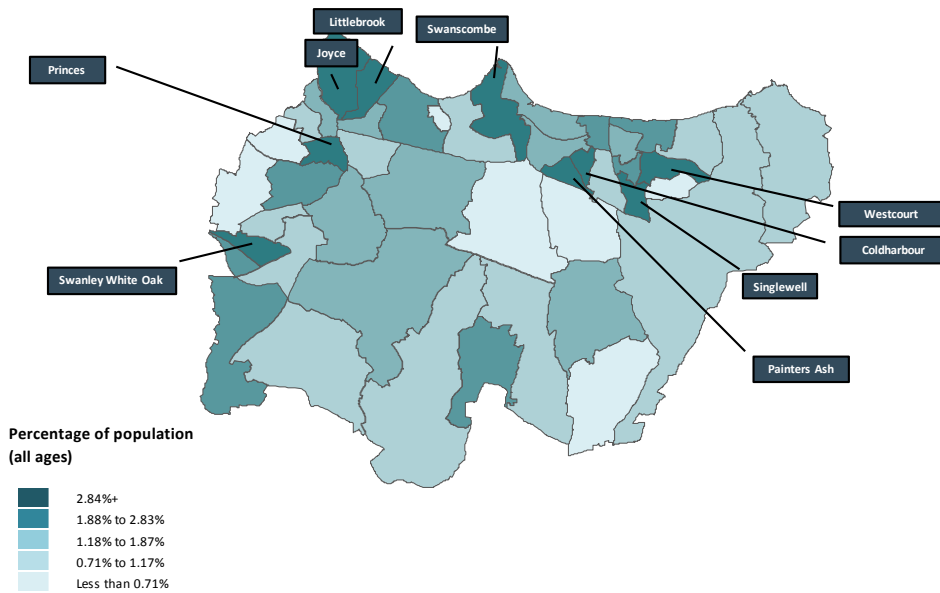 Littlebrook
Swanscombe
Joyce
Princes
Westcourt
Coldharbour
Swanley White Oak
Singlewell
Painters Ash
Percentage of population
(all ages)
2.84%+
1.88% to 2.83%
1.18% to 1.87%
0.71% to 1.17%
Less than 0.71%